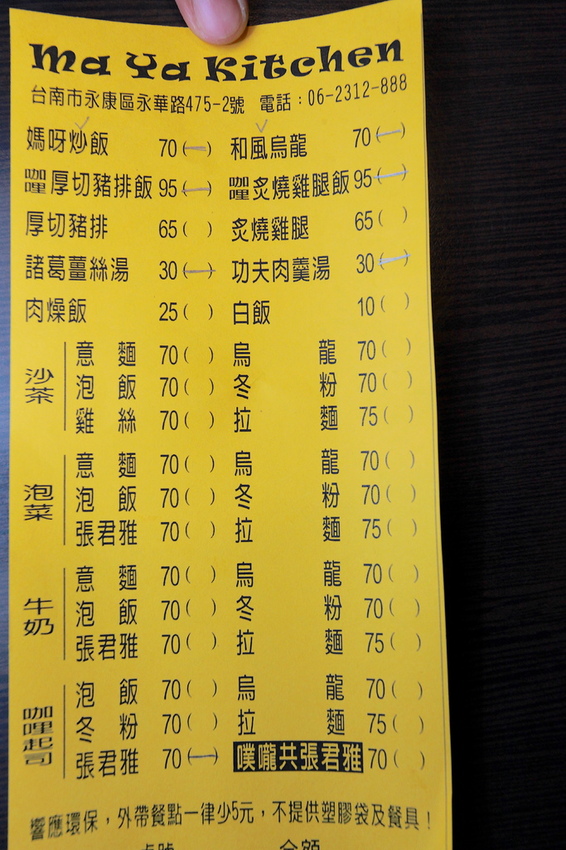 Ma Ya Kitchen
台南市永康區永華路475-2號 電話：06-2312-888
媽呀炒飯 70(一) 和風烏龍 70(一)
咖哩厚切豬排飯 95(一) 咖哩炙燒雞腿飯 95(一)
厚切豬排 65( ) 炙燒雞腿 65( )
諸葛薑絲湯 30(一) 功夫肉羹湯 30(一)
肉燥飯 25( ) 白飯 10( )
沙茶
意麵 70( ) 烏龍 70( )
泡飯 70( ) 冬粉 70( )
雞絲 70( ) 拉麵 75( )
泡菜
意麵 70( ) 烏龍 70( )
泡飯 70( ) 冬粉 70( )
張君雅 70( ) 拉麵 75( )
牛奶
意麵 70( ) 烏龍 70( )
泡飯 70( ) 冬粉 70( )
張君雅 70( ) 拉麵 75( )
咖哩起司
泡飯 70( ) 烏龍 70( )
冬粉 70( ) 拉麵 75( )
張君雅 70(一) 噗嚨共張君雅 70( )
響應環保，外帶餐點一律少5元，不提供塑膠袋及餐具！